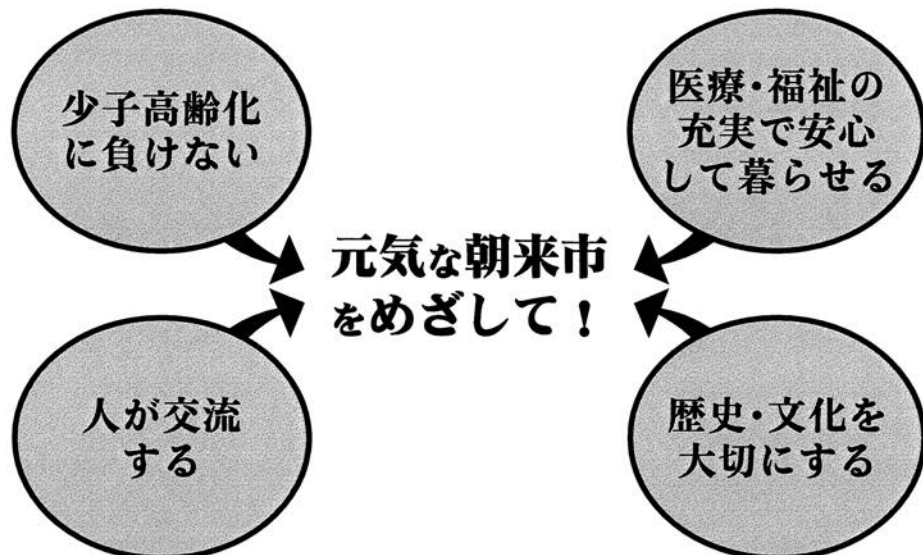 少子高齢化
に負けない
医療・福祉の
充実で安心
して暮らせる
元気な朝来市
をめざして！
人が交流
する
歴史・文化を
大切にする